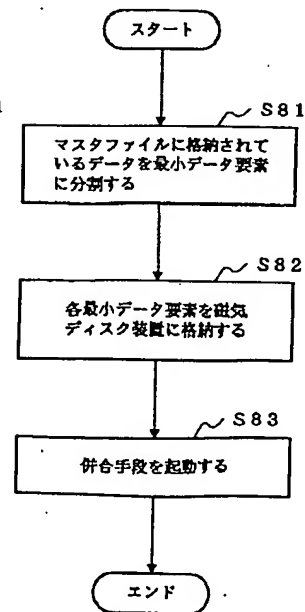 スタート
S81
マスタファイルに格納されて
いるデータを最小データ要素
に分割する
S82
各最小データ要素を磁気
ディスク装置に格納する
S83
併合手段を起動する
エンド